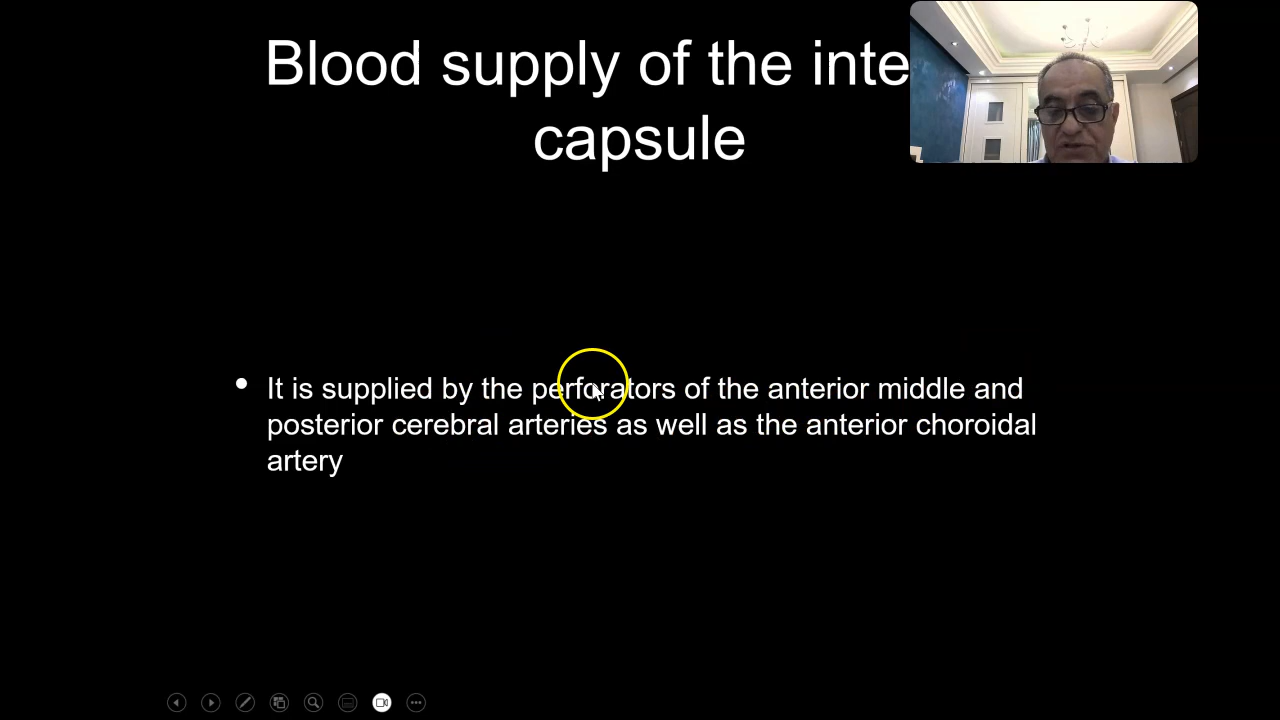 Blood supply of the inte
capsule
• It is supplied by the perforators of the anterior middle and
posterior cerebral arteries as well as the anterior choroidal
artery